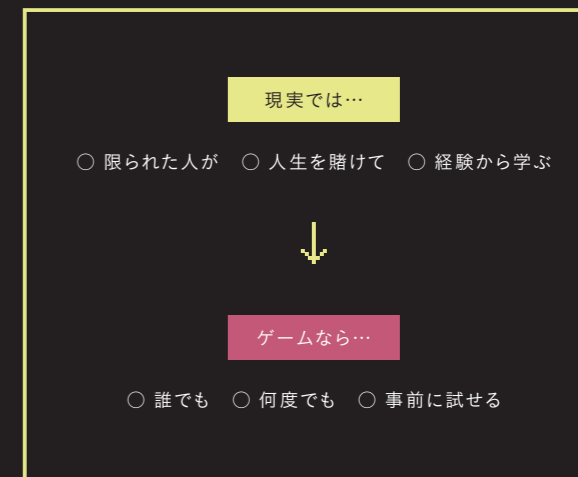 現実では…
○ 限られた人が ○ 人生を賭けて ○ 経験から学ぶ
ゲームなら…
○ 誰でも ○ 何度でも ○ 事前に試せる